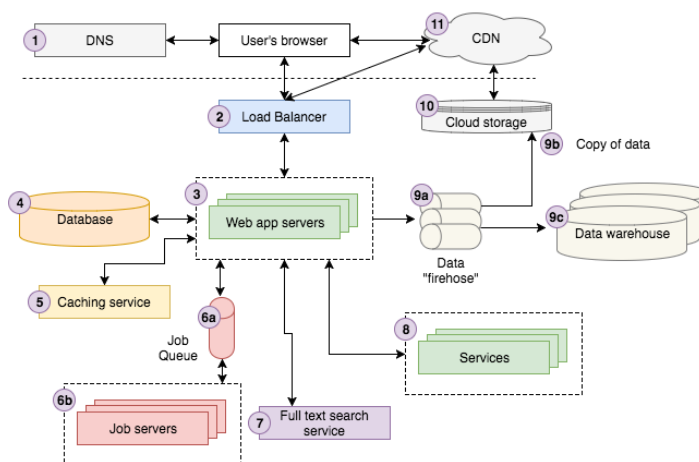 1
DNS
User's browser
11
CDN
2
Load Balancer
10
Cloud storage
9b
Copy of data
3
Web app servers
4
Database
9a
Data
"firehose"
9c
Data warehouse
5
Caching service
6a
Job
Queue
8
Services
6b
Job servers
7
Full text search
service